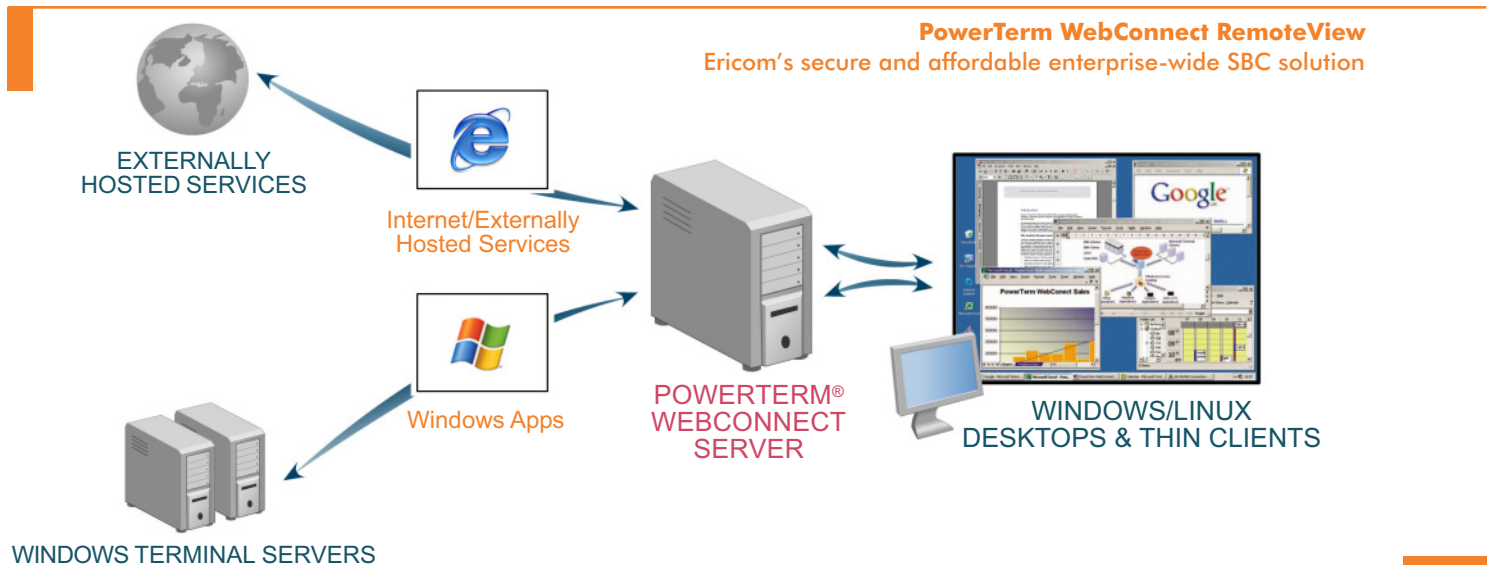 PowerTerm WebConnect RemoteView
Ericom's secure and affordable enterprise-wide SBC solution
EXTERNALLY
HOSTED SERVICES
Internet/Externally
Hosted Services
Google
PowerTerm WebConect Sales
Windows Apps
POWERTERM®
WEBCONNECT
SERVER
WINDOWS/LINUX
DESKTOPS & THIN CLIENTS
WINDOWS TERMINAL SERVERS